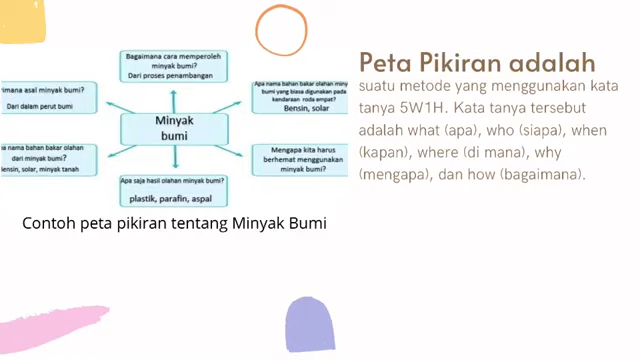 Bagaimana cara memperoleh
minyak bumi?
Dari proses penambangan
imana asal minyak bumi?
Dari dalam perut bumi
Apa nama bahan bakar olahan miny
bumi yang biasa digunakan pada
kendaraan roda empat?
Bensin, solar
Minyak
bumi
a nama bahan bakar olahan
dari minyak bumi?
ensin, solar, minyak tanah
Mengapa kita harus
berhemat menggunakan
minyak bumi?
Apa saja hasil olahan minyak bumi?
plastik, parafin, aspal
Contoh peta pikiran tentang Minyak Bumi
Peta Pikiran adalah
suatu metode yang menggunakan kata
tanya 5W1H. Kata tanya tersebut
adalah what (apa), who (siapa), when
(kapan), where (di mana), why
(mengapa), dan how (bagaimana).